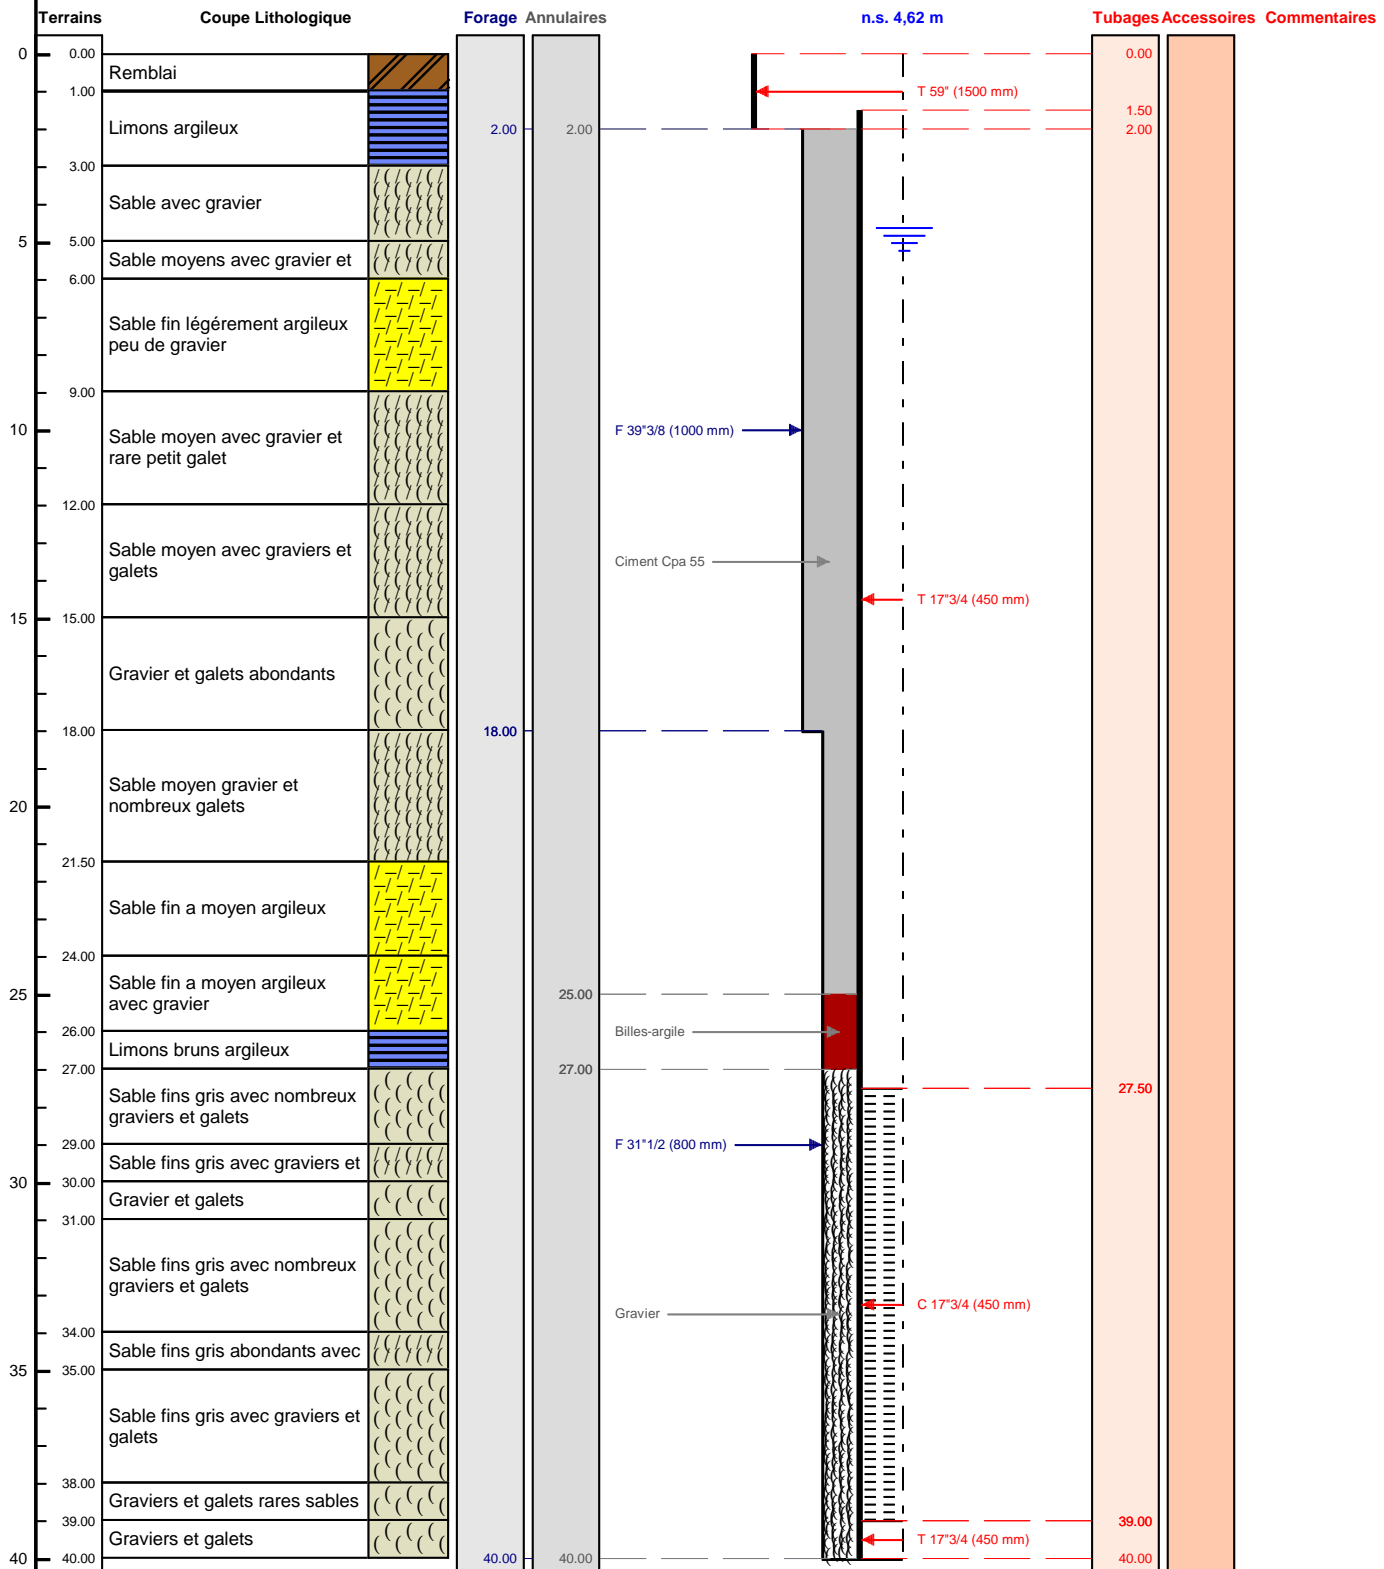 Terrains Coupe Lithologique Forage Annulaires n.s. 4,62 m Tubages Accessoires Commentaires
0 0.00 0.00
Remblai
1.00 T 59" (1500 mm)
1.50
Limons argileux
2.00 2.00 2.00
3.00
Sable avec gravier
5 5.00
Sable moyens avec gravier et
6.00
Sable fin légérement argileux
peu de gravier
9.00
10 F 39"3/8 (1000 mm)
Sable moyen avec gravier et
rare petit galet
12.00
Sable moyen avec graviers et
galets
Ciment Cpa 55
T 17"3/4 (450 mm)
15 15.00
Gravier et galets abondants
18.00 18.00
Sable moyen gravier et
nombreux galets
20
21.50
Sable fin a moyen argileux
24.00
Sable fin a moyen argileux
avec gravier
25 25.00
26.00 Billes-argile
Limons bruns argileux
27.00 27.00
27.50
Sable fins gris avec nombreux
graviers et galets
29.00 F 31"1/2 (800 mm)
Sable fins gris avec graviers et
30 30.00
Gravier et galets
31.00
Sable fins gris avec nombreux
graviers et galets
C 17"3/4 (450 mm)
Gravier
34.00
Sable fins gris abondants avec
35 35.00
Sable fins gris avec graviers et
galets
38.00
Graviers et galets rares sables
39.00 39.00
Graviers et galets T 17"3/4 (450 mm)
40 40.00 40.00 40.00 40.00